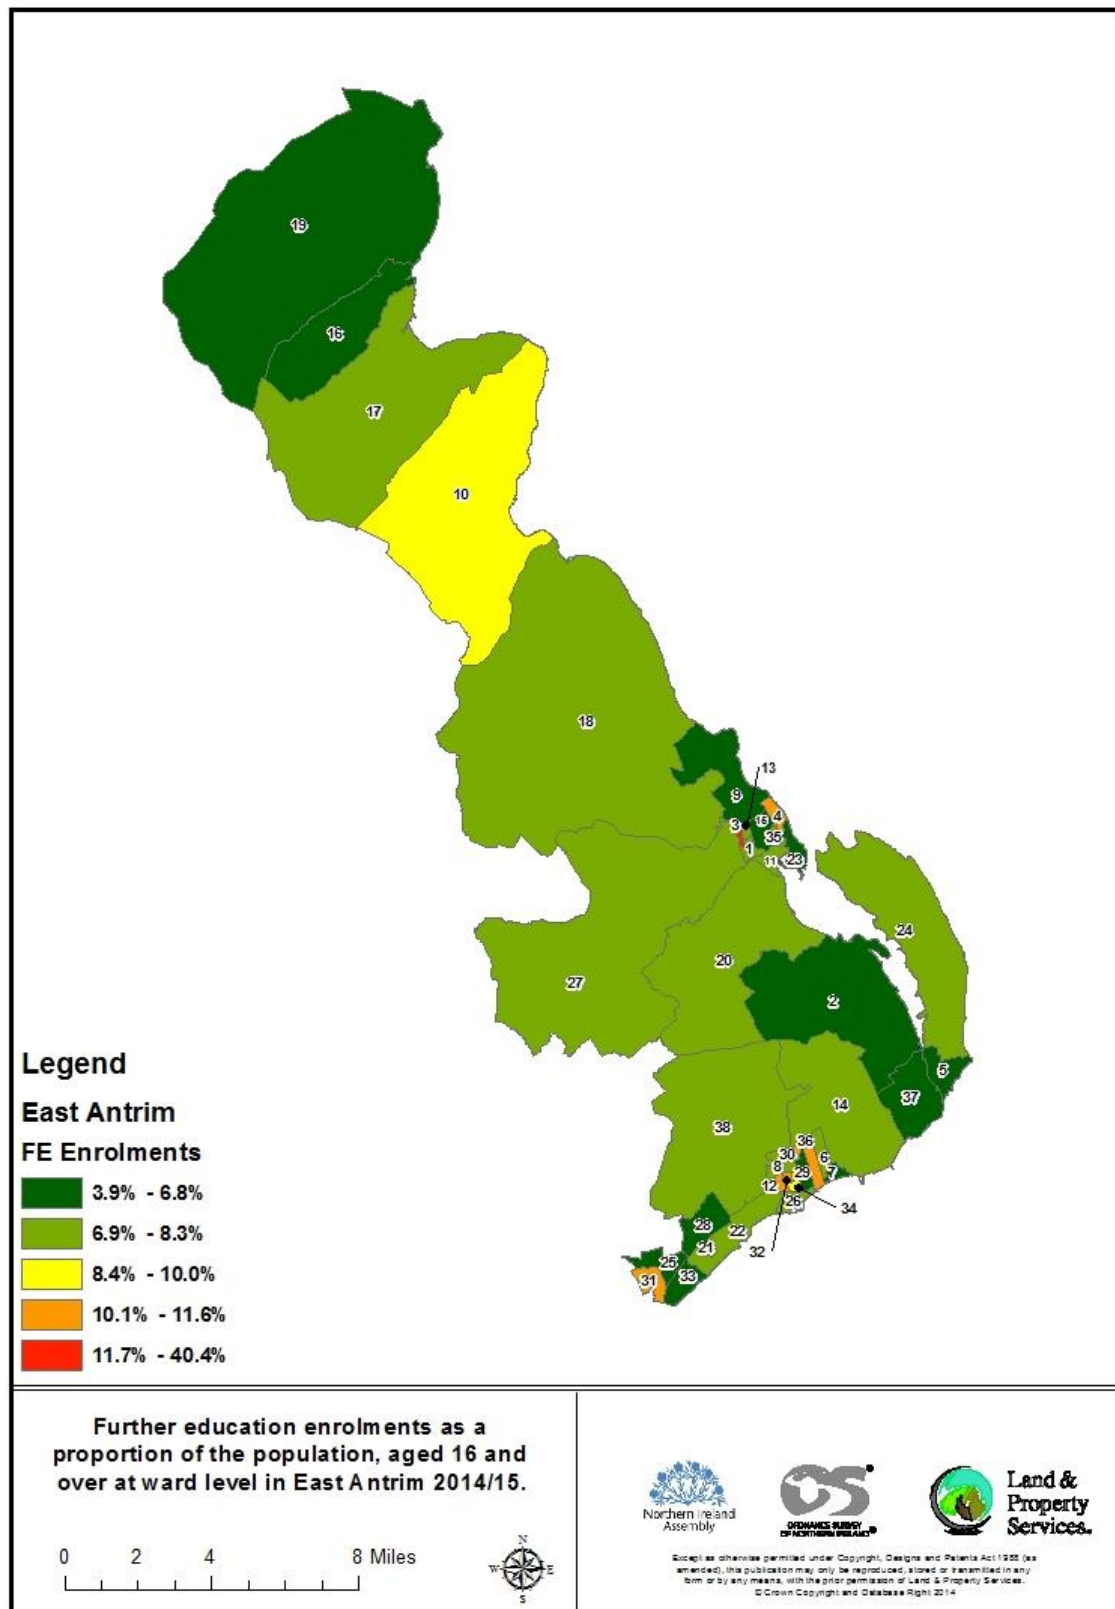 19
16
17
10
18
13
9
3
15
4
35
1
11
23
24
20
27
2
5
37
14
38
36
30
6
8
29
7
12
26
34
28
22
32
21
25
33
31
Legend
East Antrim
FE Enrolments
3.9% - 6.8%
6.9% - 8.3%
8.4% - 10.0%
10.1% - 11.6%
11.7% - 40.4%
Further education enrolments as a
proportion of the population, aged 16 and
over at ward level in East Antrim 2014/15.
0 2 4 8 Miles
N
W E
S
Northern Ireland
Assembly
OS
ORDNANCE SURVEY
OF NORTHERN IRELAND
Land &
Property
Services.
Except as otherwise permitted under Copyright, Designs and Patents Act 1988 (as
amended), this publication may only be reproduced, stored or transmitted in any
form or by any means, with the prior permission of Land & Property Services.
© Crown Copyright and Database Right 2014